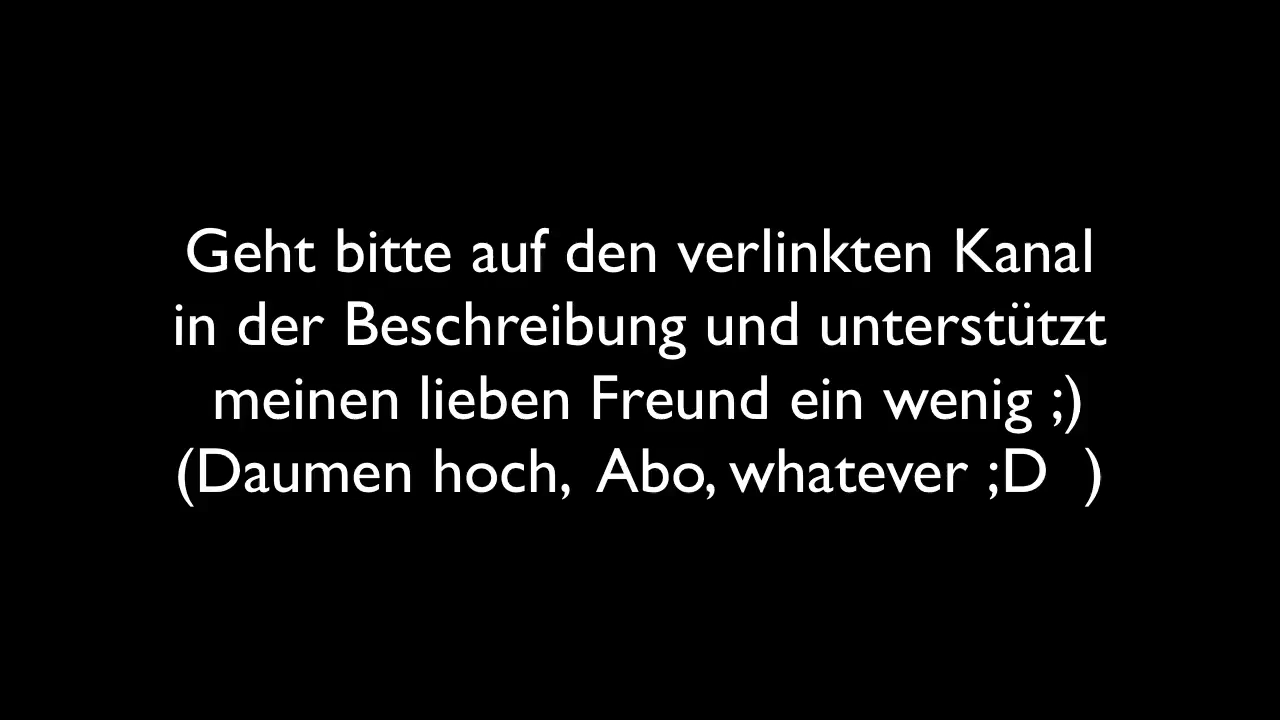 Geht bitte auf den verlinkten Kanal
in der Beschreibung und unterstützt
meinen lieben Freund ein wenig ;)
(Daumen hoch, Abo, whatever ;D )